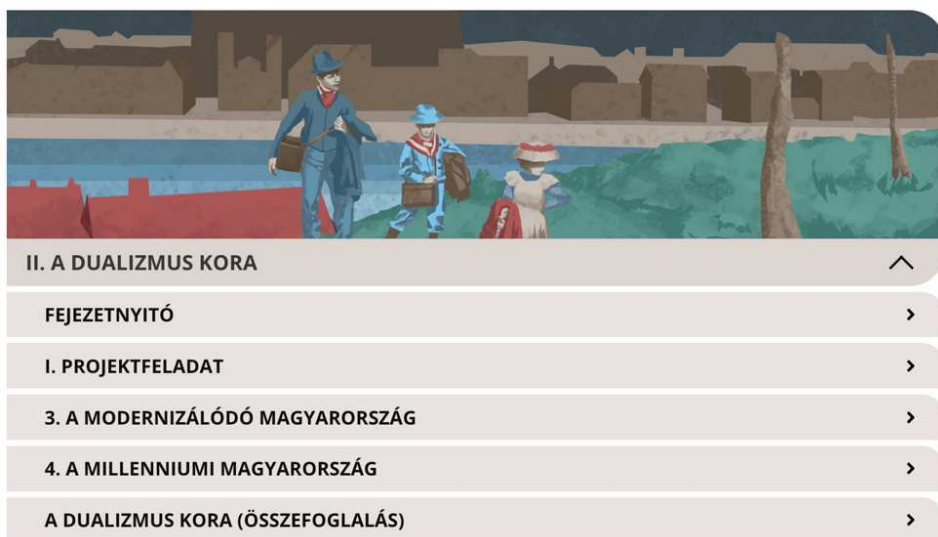 II. A DUALIZMUS KORA
FEJEZETNYITÓ
I. PROJEKTFELADAT
3. A MODERNIZÁLÓDÓ MAGYARORSZÁG
4. A MILLENNIUMI MAGYARORSZÁG
A DUALIZMUS KORA (ÖSSZEFOGLALÁS)